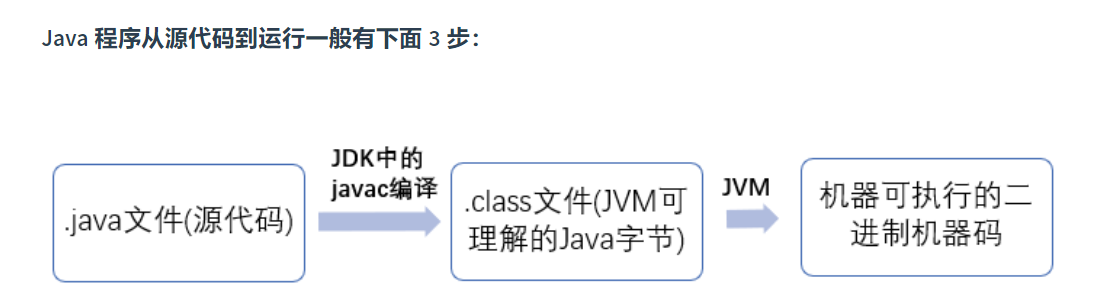 Java 程序从源代码到运行一般有下面 3 步：
JDK中的
javac编译
.java文件(源代码)
.class文件(JVM可
理解的Java字节)
JVM
机器可执行的二
进制机器码